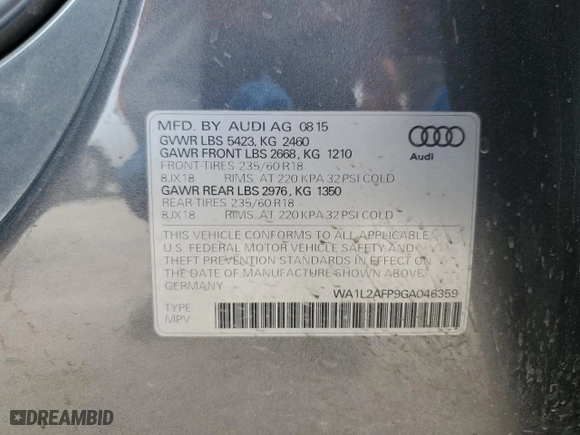 MFD. BY AUDI AG 08 15
GVWR LBS 5423, KG 2460
GAWR FRONT LBS 2668, KG 1210
FRONT-TIRES 235/60 R18
8JX18 RIMS, AT 220 KPA 32 PSI COLD
GAWR REAR LBS 2976, KG 1350
REAR-TIRES 235/60 R18
8JX18 RIMS, AT 220 KPA 32 PSI COLD
Audi
THIS VEHICLE CONFORMS TO ALL APPLICABLE
U.S. FEDERAL MOTOR VEHICLE SAFETY AND
THEFT PREVENTION STANDARDS IN EFFECT ON
THE DATE OF MANUFACTURE SHOWN ABOVE.
GERMANY
WA1L2AFP9GA046359
TYPE:
MPV
DREAMBID